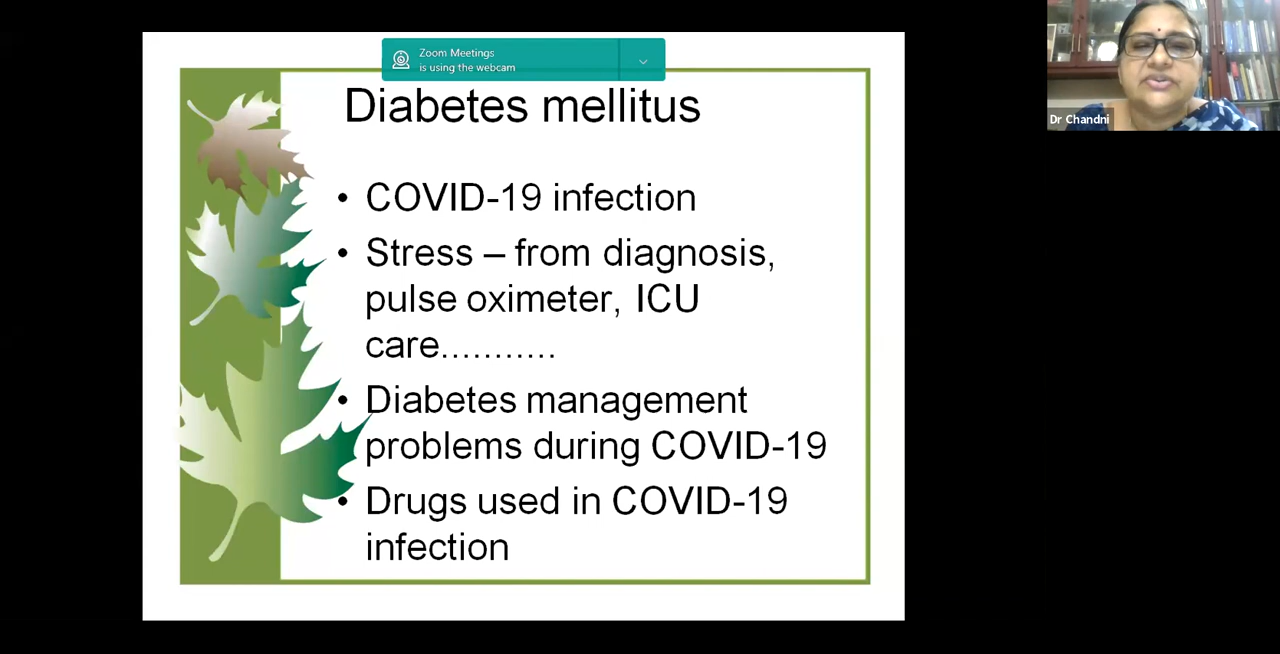 Zoom Meetings
is using the webcam
Diabetes mellitus
• COVID-19 infection
• Stress – from diagnosis,
pulse oximeter, ICU
care...........
• Diabetes management
problems during COVID-19
• Drugs used in COVID-19
infection
Dr Chandni